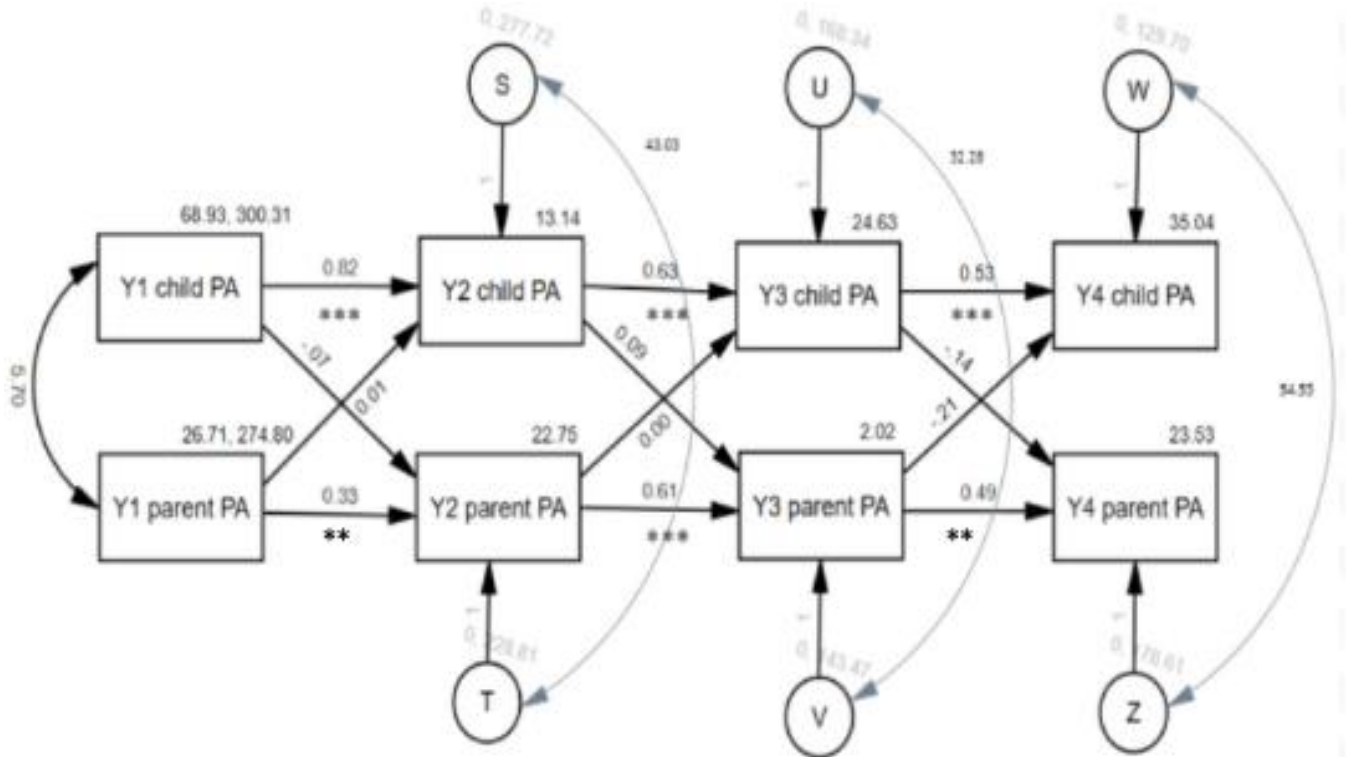 0, 277.72
0, 168.34
0, 129.70
S
U
W
43.03
32.28
1
1
1
68.93, 300.31
13.14
24.63
35.04
Y1 child PA
0.82
***
Y2 child PA
0.63
***
Y3 child PA
0.53
***
Y4 child PA
-.07
0.01
0.09
0.00
-.14
-.21
5.70
54.53
26.71, 274.80
22.75
2.02
23.53
Y1 parent PA
0.33
**
Y2 parent PA
0.61
***
Y3 parent PA
0.49
**
Y4 parent PA
1
1
1
T
V
Z